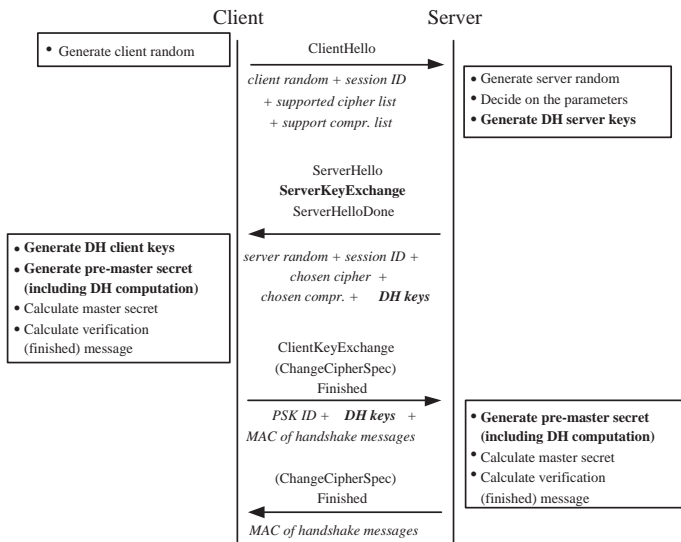 Client
Server
• Generate client random
ClientHello
client random + session ID
+ supported cipher list
+ support compr. list
• Generate server random
• Decide on the parameters
• Generate DH server keys
ServerHello
ServerKeyExchange
ServerHelloDone
server random + session ID +
chosen cipher +
chosen compr. + DH keys
• Generate DH client keys
• Generate pre-master secret
(including DH computation)
• Calculate master secret
• Calculate verification
(finished) message
ClientKeyExchange
(ChangeCipherSpec)
Finished
PSK ID + DH keys +
MAC of handshake messages
• Generate pre-master secret
(including DH computation)
• Calculate master secret
• Calculate verification
(finished) message
(ChangeCipherSpec)
Finished
MAC of handshake messages